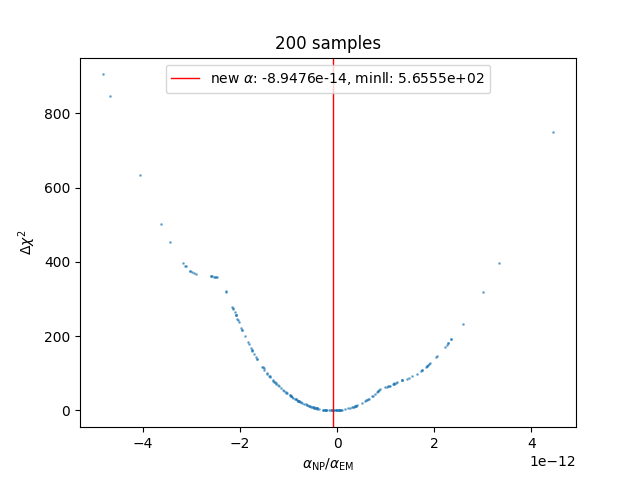 200 samples
new α: -8.9476e-14, minll: 5.6555e+02
Δχ²
800
600
400
200
0
−4
−2
0
2
4
1e−12
α_NP/α_EM